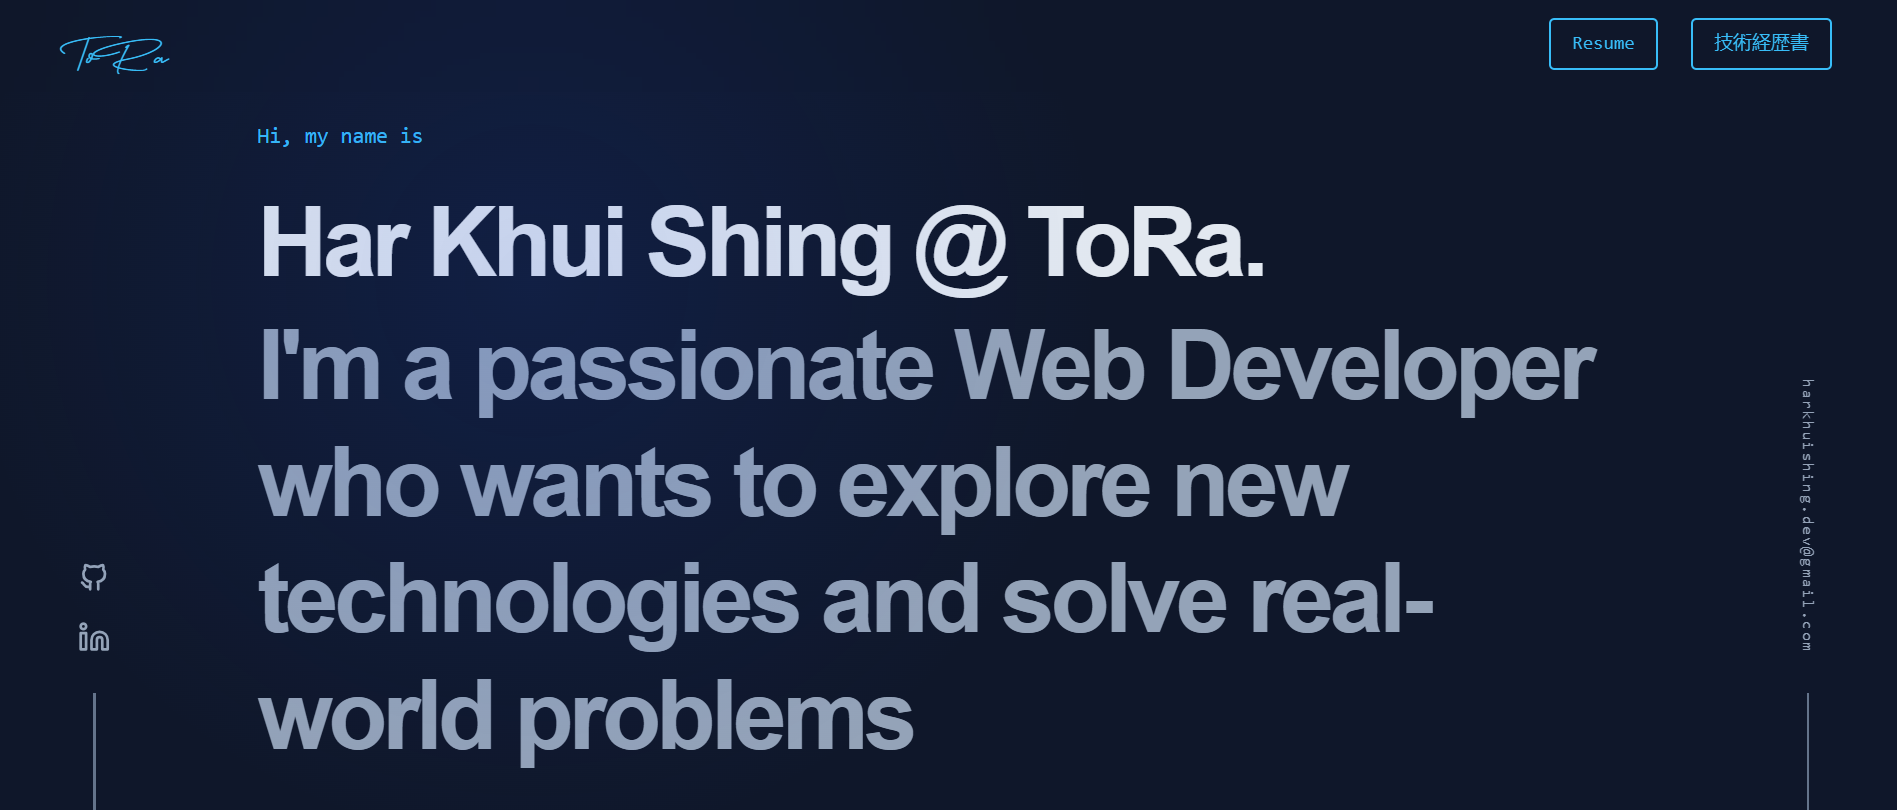 ToRa
Resume
技術経歴書
Hi, my name is
Har Khui Shing @ ToRa.
I'm a passionate Web Developer
who wants to explore new
technologies and solve real-
world problems
harkhuishing.dev@gmail.com
in